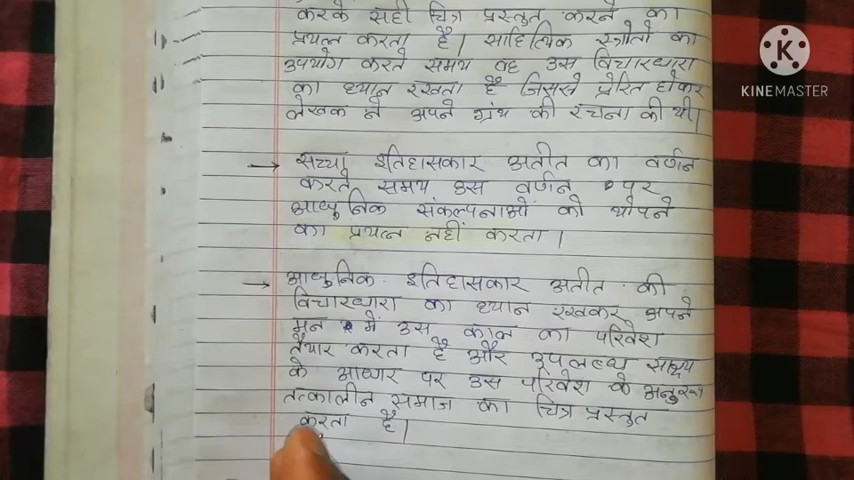 करके सही चित्र प्रस्तुत करने का
प्रयत्न करता है। साहित्यिक स्त्रोतो का
उपयोग करते समय वह उस विचारधारा
का ध्यान रखता है जिससे प्रेरित होकर
लेखक ने अपने ग्रंथ की रचना की थी।
→ सच्चा इतिहासकार अतीत का वर्णन
करते समय उस वर्णन पर
आधुनिक संकल्पनाओं को थोपने
का प्रयत्न नहीं करता।
→ आधुनिक इतिहासकार अतीत की
विचारधारा का ध्यान रखकर अपने
मन में उस काल का परिवेश
तैयार करता है और उपलब्ध साक्ष्य
के आधार पर उस परिवेश के अनुरूप
तत्कालीन समाज का चित्र प्रस्तुत
करता है।
K
KINEMASTER